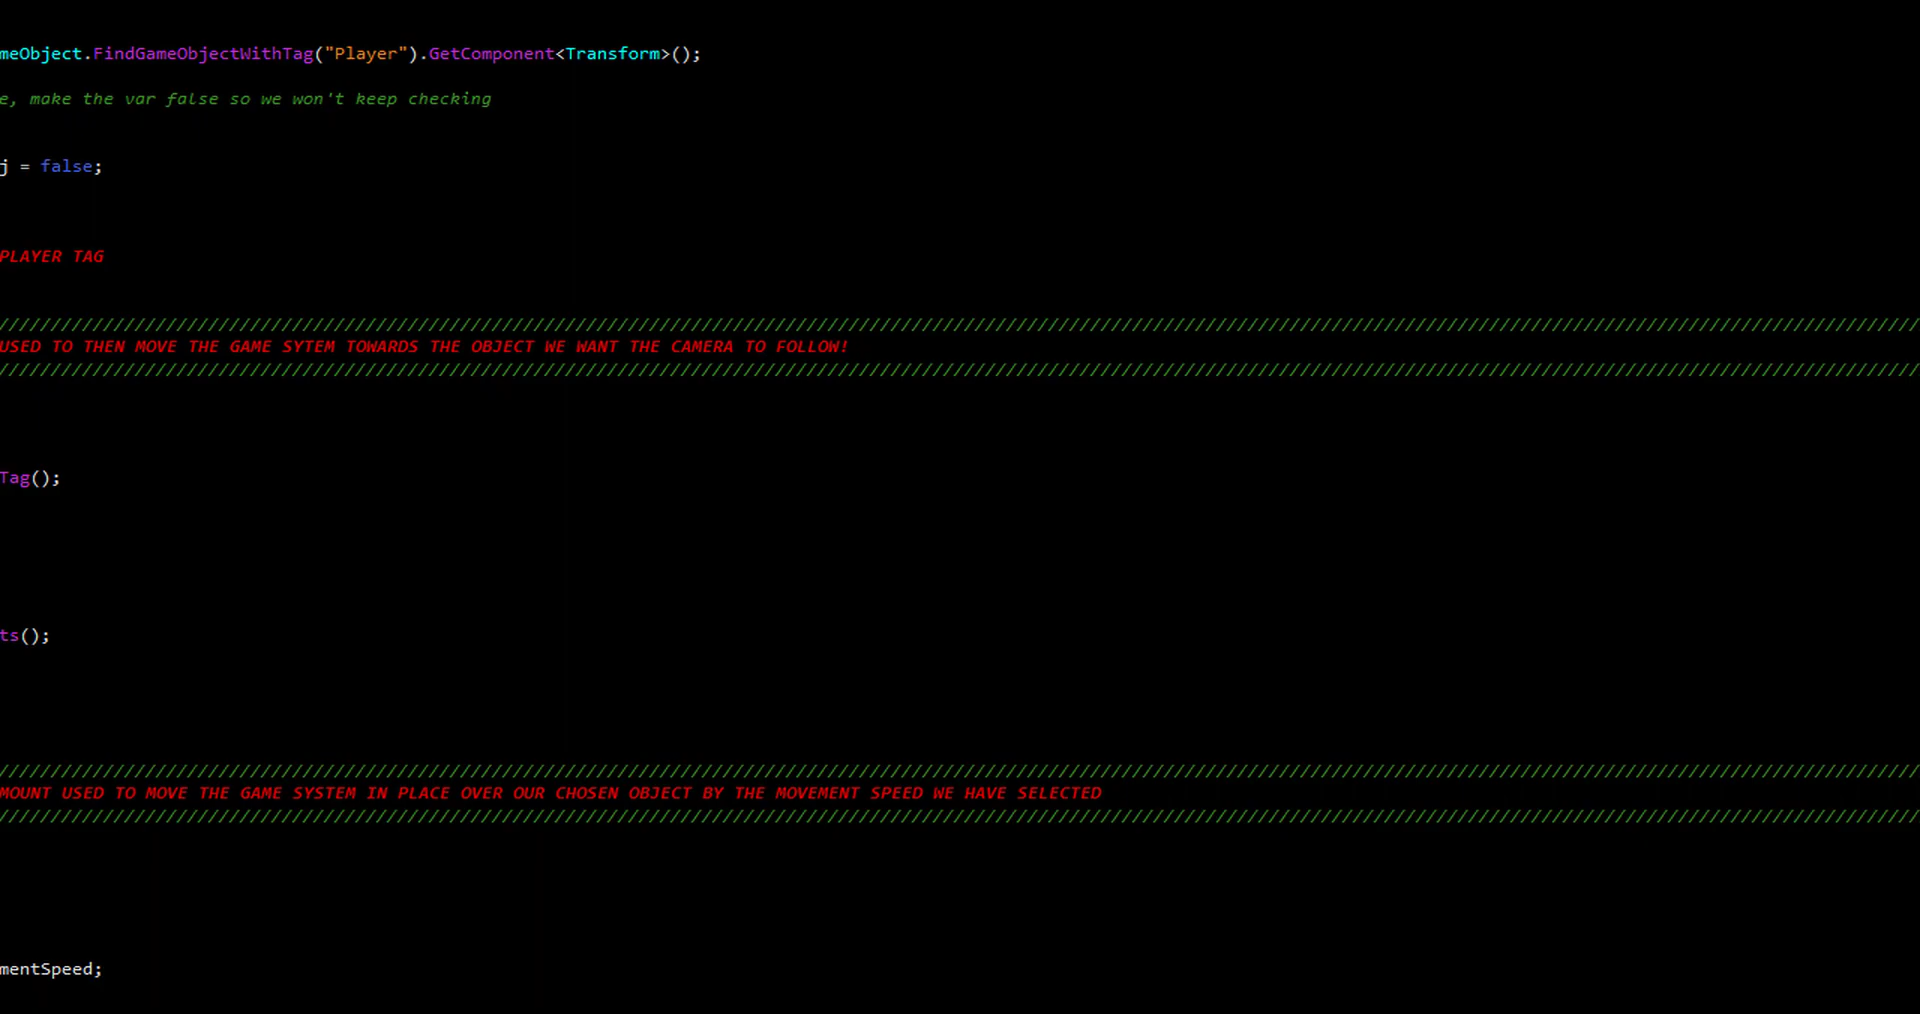 meObject.FindGameObjectWithTag("Player").GetComponent<Transform>();
e, make the var false so we won't keep checking
j = false;
PLAYER TAG
////////////////////////////////////////////////////////////////////////////////////////////////////////////////////////////////////////////////////////////////////////////////////////
USED TO THEN MOVE THE GAME SYTEM TOWARDS THE OBJECT WE WANT THE CAMERA TO FOLLOW!
////////////////////////////////////////////////////////////////////////////////////////////////////////////////////////////////////////////////////////////////////////////////////////
Tag();
ts();
////////////////////////////////////////////////////////////////////////////////////////////////////////////////////////////////////////////////////////////////////////////////////////
MOUNT USED TO MOVE THE GAME SYSTEM IN PLACE OVER OUR CHOSEN OBJECT BY THE MOVEMENT SPEED WE HAVE SELECTED
////////////////////////////////////////////////////////////////////////////////////////////////////////////////////////////////////////////////////////////////////////////////////////
mentSpeed;